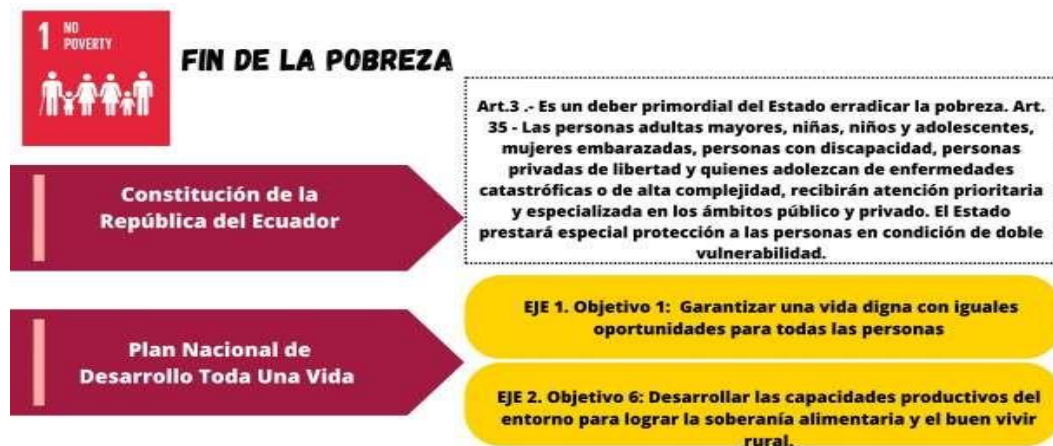 1 NO
POVERTY
FIN DE LA POBREZA
Constitución de la
República del Ecuador
Art.3 .- Es un deber primordial del Estado erradicar la pobreza. Art.
35 - Las personas adultas mayores, niñas, niños y adolescentes,
mujeres embarazadas, personas con discapacidad, personas
privadas de libertad y quienes adolezcan de enfermedades
catastróficas o de alta complejidad, recibirán atención prioritaria
y especializada en los ámbitos público y privado. El Estado
prestará especial protección a las personas en condición de doble
vulnerabilidad.
Plan Nacional de
Desarrollo Toda Una Vida
EJE 1. Objetivo 1: Garantizar una vida digna con iguales
oportunidades para todas las personas
EJE 2. Objetivo 6: Desarrollar las capacidades productivos del
entorno para lograr la soberanía alimentaria y el buen vivir
rural.